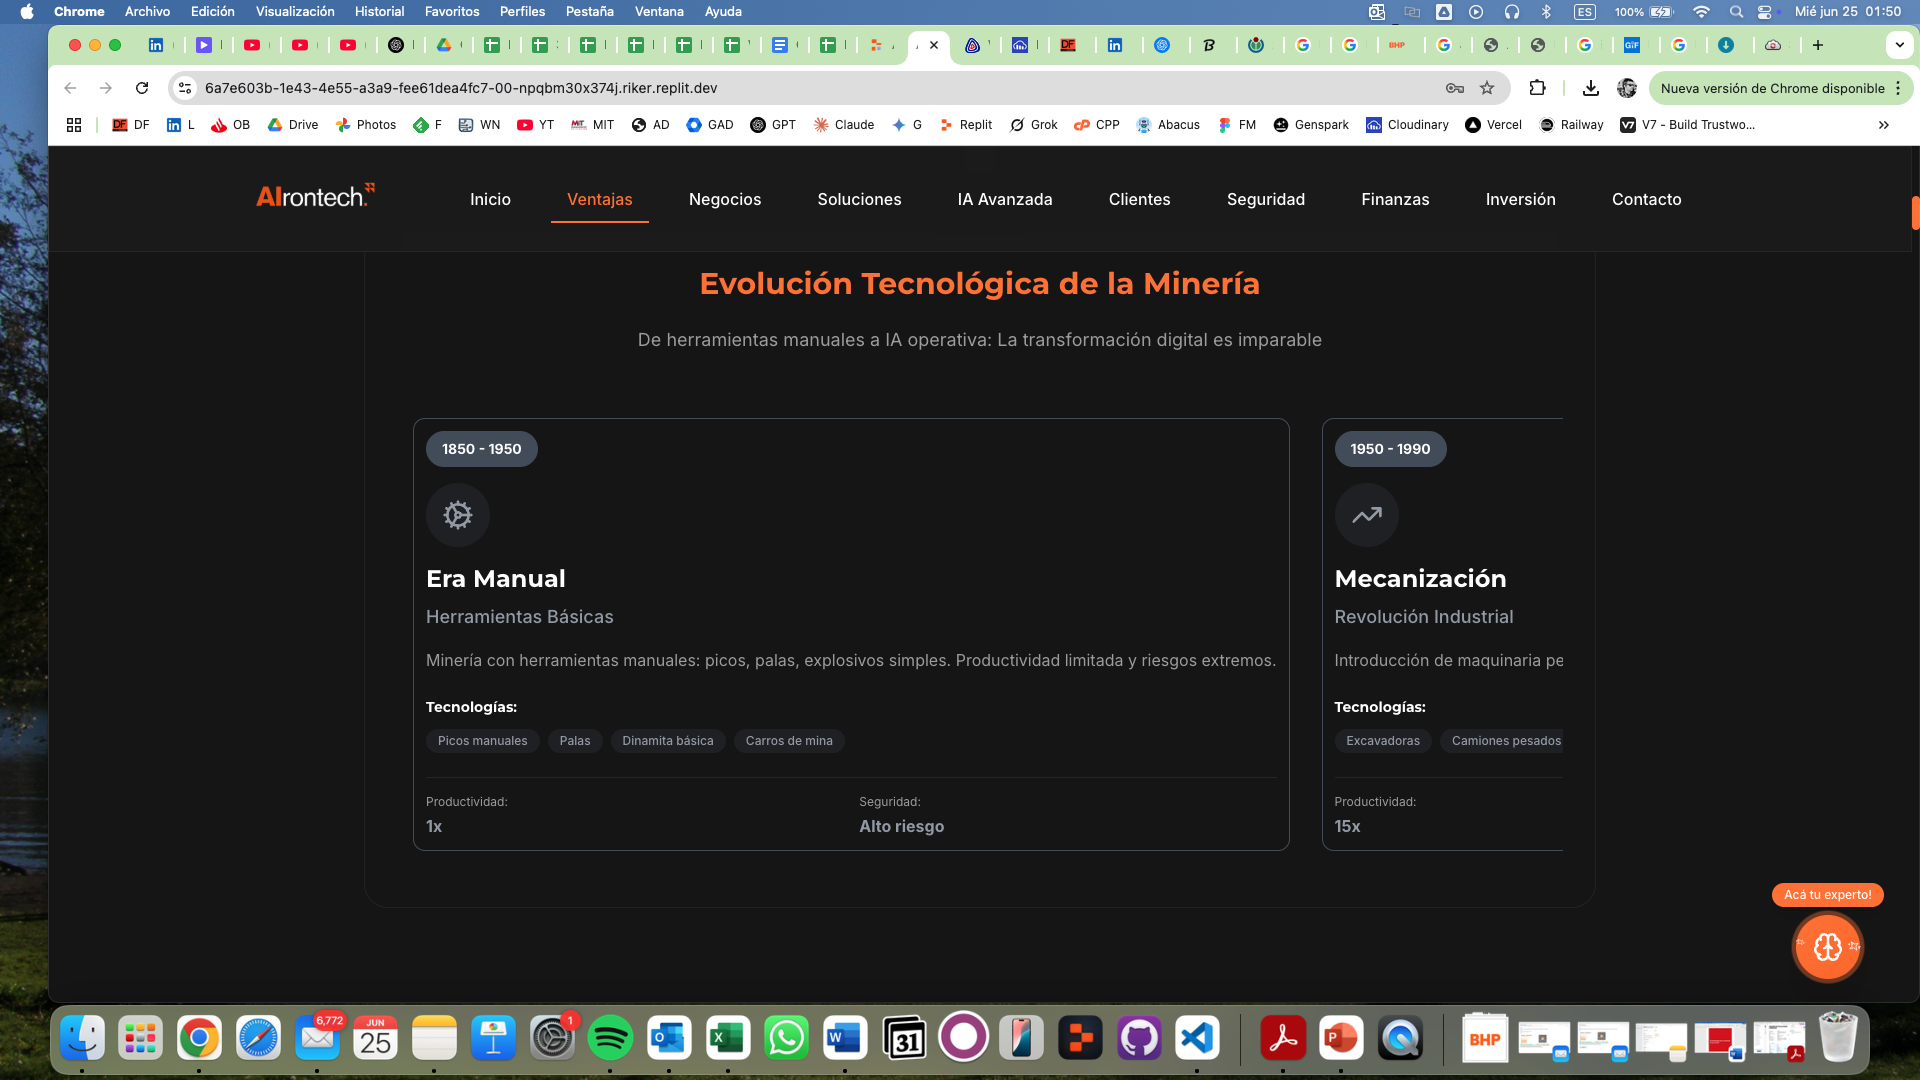 Chrome Archivo Edición Visualización Historial Favoritos Perfiles Pestaña Ventana Ayuda
ES 100% Mié jun 25 01:50
6a7e603b-1e43-4e55-a3a9-fee61dea4fc7-00-npqbm30x374j.riker.replit.dev
Nueva versión de Chrome disponible
DF L OB Drive Photos F WN YT MIT AD GAD GPT Claude G Replit Grok CPP Abacus FM Genspark Cloudinary Vercel Railway V7 - Build Trustwo...
AIrontech.
Inicio Ventajas Negocios Soluciones IA Avanzada Clientes Seguridad Finanzas Inversión Contacto
Evolución Tecnológica de la Minería
De herramientas manuales a IA operativa: La transformación digital es imparable
1850 - 1950
Era Manual
Herramientas Básicas
Minería con herramientas manuales: picos, palas, explosivos simples. Productividad limitada y riesgos extremos.
Tecnologías:
Picos manuales Palas Dinamita básica Carros de mina
Productividad: Seguridad:
1x Alto riesgo
1950 - 1990
Mecanización
Revolución Industrial
Introducción de maquinaria pe
Tecnologías:
Excavadoras Camiones pesados
Productividad:
15x
Acá tu experto!
6,772
JUN
25
1
31
BHP